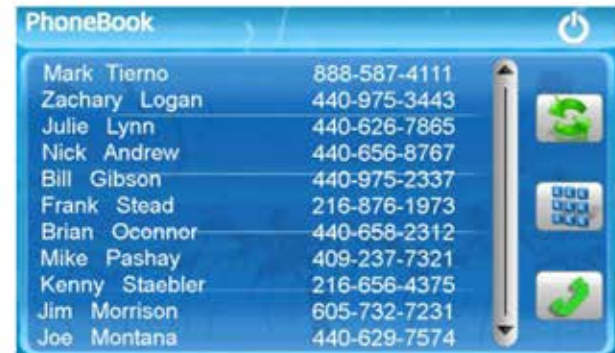 PhoneBook
Mark Tierno 888-587-4111
Zachary Logan 440-975-3443
Julie Lynn 440-626-7865
Nick Andrew 440-656-8767
Bill Gibson 440-975-2337
Frank Stead 216-876-1973
Brian Oconnor 440-658-2312
Mike Pashay 409-237-7321
Kenny Staebler 216-656-4375
Jim Morrison 605-732-7231
Joe Montana 440-629-7574